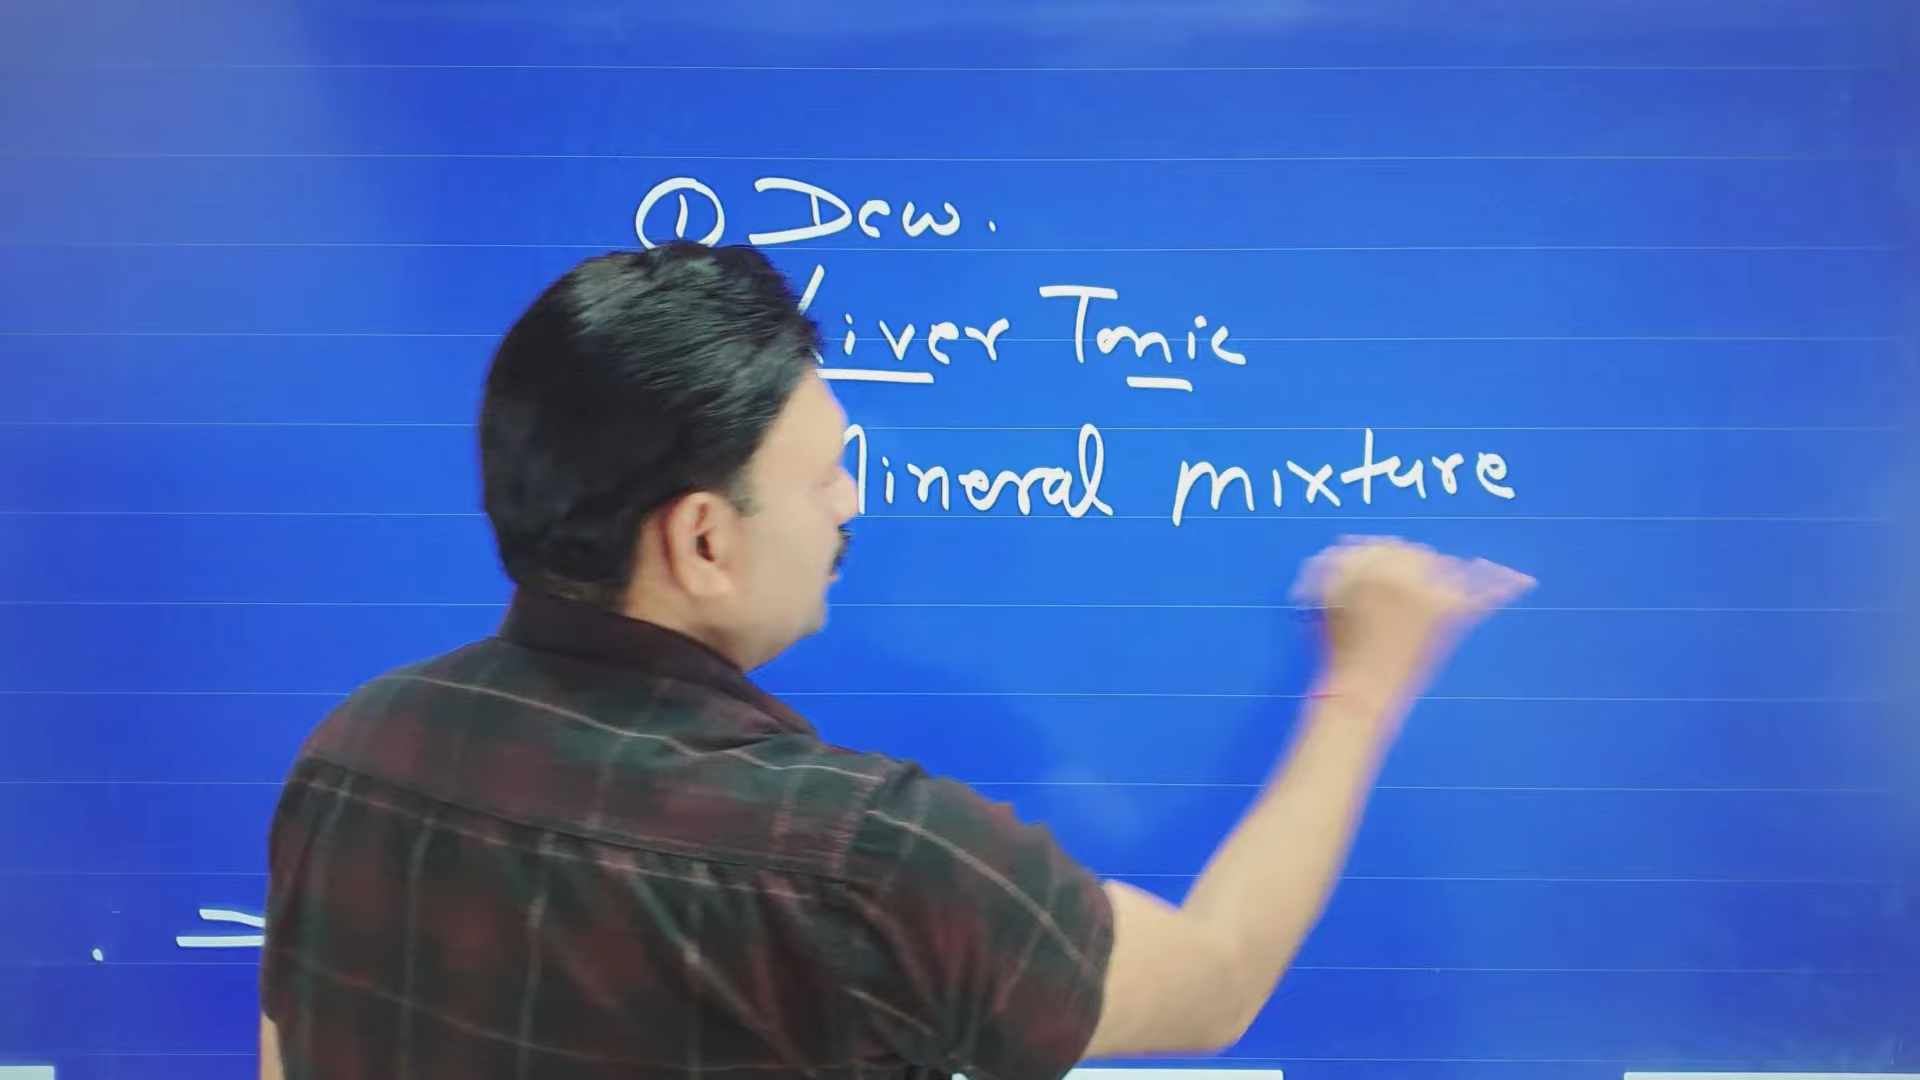 ① Dew.
Liver Tonic
Mineral mixture